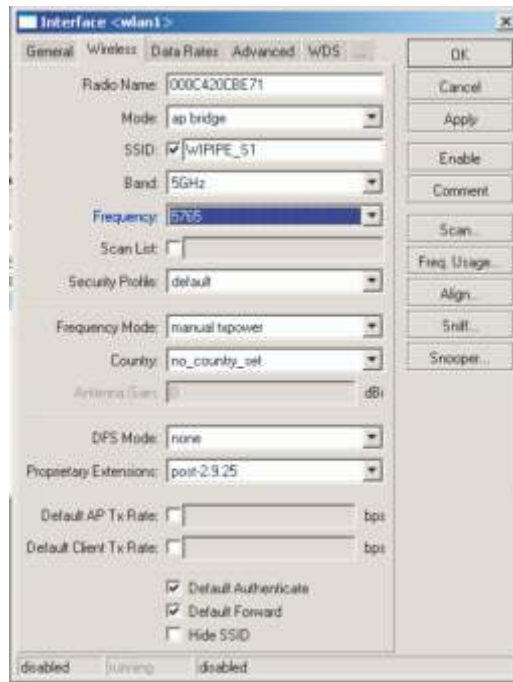 Interface <wlan1>
General Wireless Data Rates Advanced WDS ...
Radio Name: 000C420CBE71
Mode: ap bridge
SSID: WIPIPE_S1
Band: 5GHz
Frequency: 5765
Scan List:
Security Profile: default
Frequency Mode: manual txpower
Country: no_country_set
Antenna Gain: 0 dBi
DFS Mode: none
Proprietary Extensions: post-2.9.25
Default AP Tx Rate: bps
Default Client Tx Rate: bps
Default Authenticate
Default Forward
Hide SSID
disabled running disabled
OK
Cancel
Apply
Enable
Comment
Scan...
Freq. Usage...
Align...
Sniff...
Snooper...